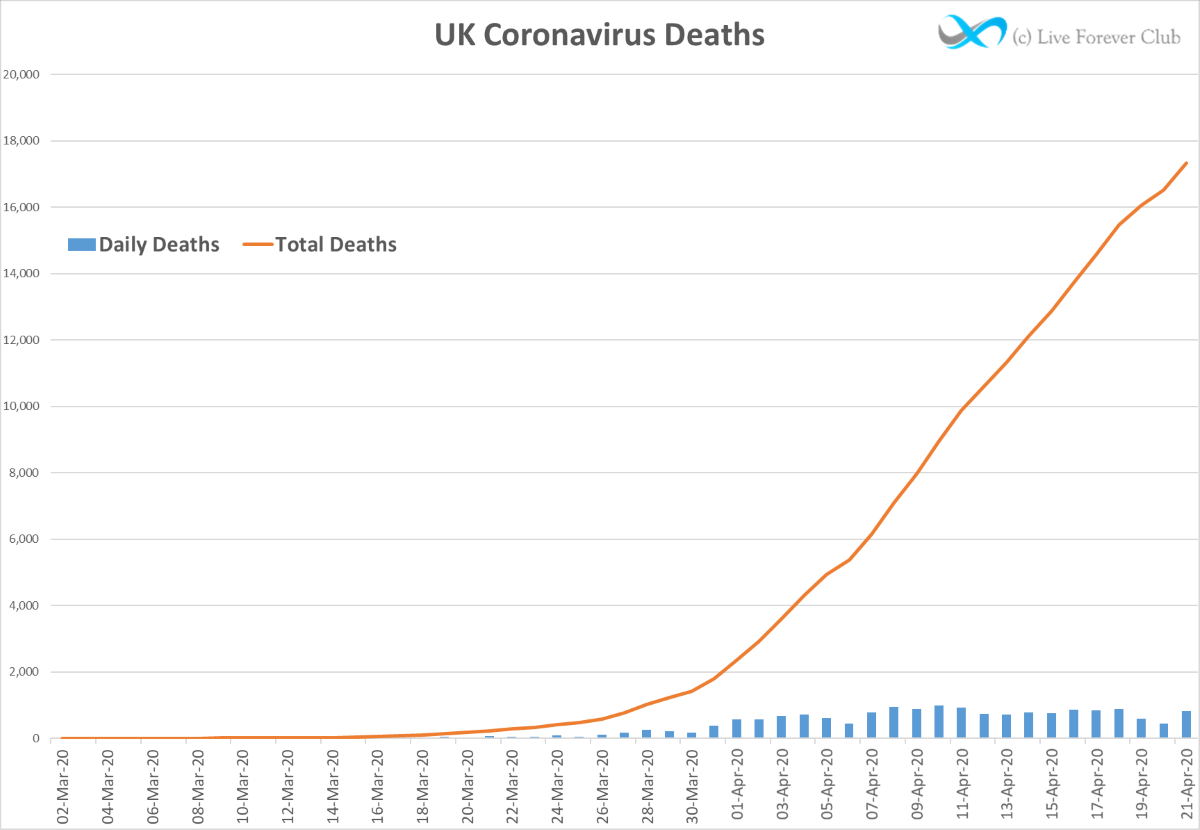 UK Coronavirus Deaths
(c) Live Forever Club
20,000
18,000
16,000
Daily Deaths
Total Deaths
14,000
12,000
10,000
8,000
6,000
4,000
2,000
0
02-Mar-20
04-Mar-20
06-Mar-20
08-Mar-20
10-Mar-20
12-Mar-20
14-Mar-20
16-Mar-20
18-Mar-20
20-Mar-20
22-Mar-20
24-Mar-20
26-Mar-20
28-Mar-20
30-Mar-20
01-Apr-20
03-Apr-20
05-Apr-20
07-Apr-20
09-Apr-20
11-Apr-20
13-Apr-20
15-Apr-20
17-Apr-20
19-Apr-20
21-Apr-20